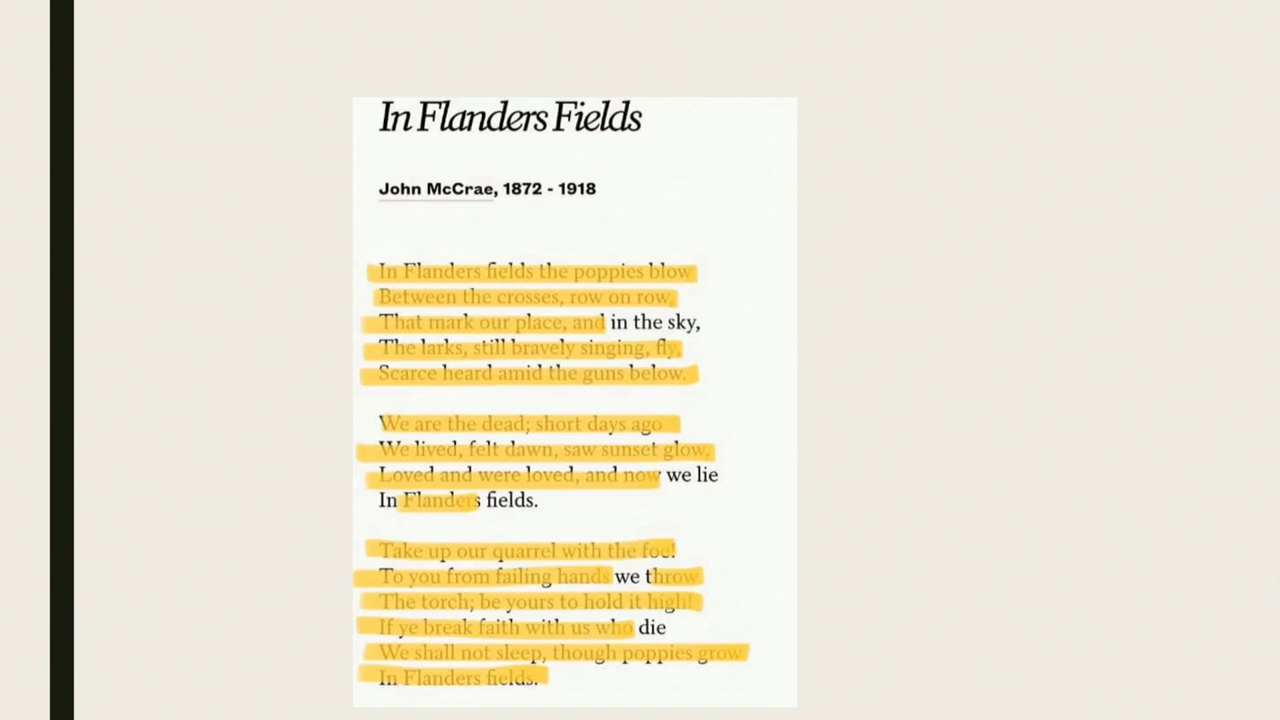 In Flanders Fields
John McCrae, 1872 - 1918
In Flanders fields the poppies blow
Between the crosses, row on row,
That mark our place, and in the sky,
The larks, still bravely singing, fly,
Scarce heard amid the guns below.
We are the dead; short days ago
We lived, felt dawn, saw sunset glow,
Loved and were loved, and now we lie
In Flanders fields.
Take up our quarrel with the foe!
To you from failing hands we throw
The torch; be yours to hold it high!
If ye break faith with us who die
We shall not sleep, though poppies grow
In Flanders fields.